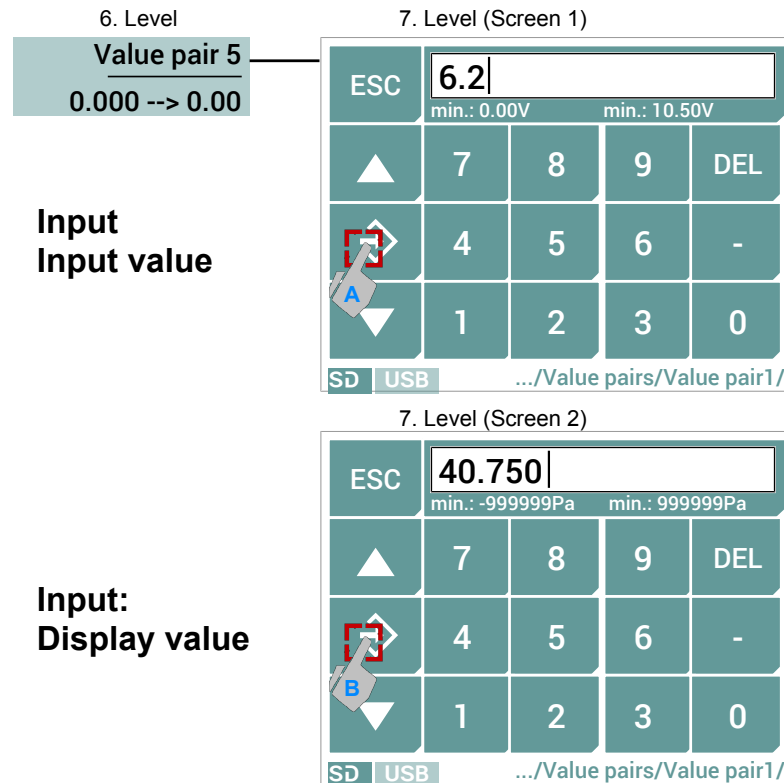 6. Level
7. Level (Screen 1)
Value pair 5
0.000 --> 0.00
ESC
6.2
min.: 0.00V min.: 10.50V
7 8 9 DEL
Input
Input value
4 5 6 -
A
1 2 3 0
SD USB .../Value pairs/Value pair1/
7. Level (Screen 2)
ESC
40.750
min.: -999999Pa min.: 999999Pa
7 8 9 DEL
Input:
Display value
4 5 6 -
B
1 2 3 0
SD USB .../Value pairs/Value pair1/